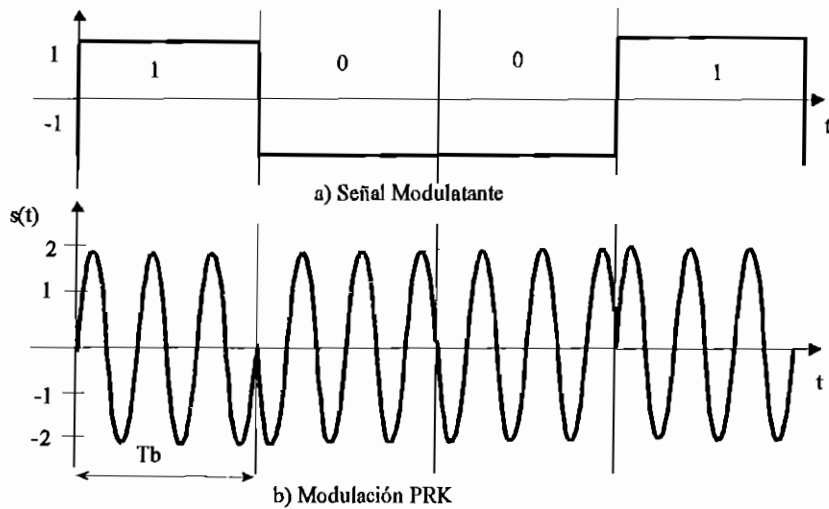 1
1
0
0
1
-1
t
a) Señal Modulatante
s(t)
2
1
-1
t
-2
Tb
b) Modulación PRK